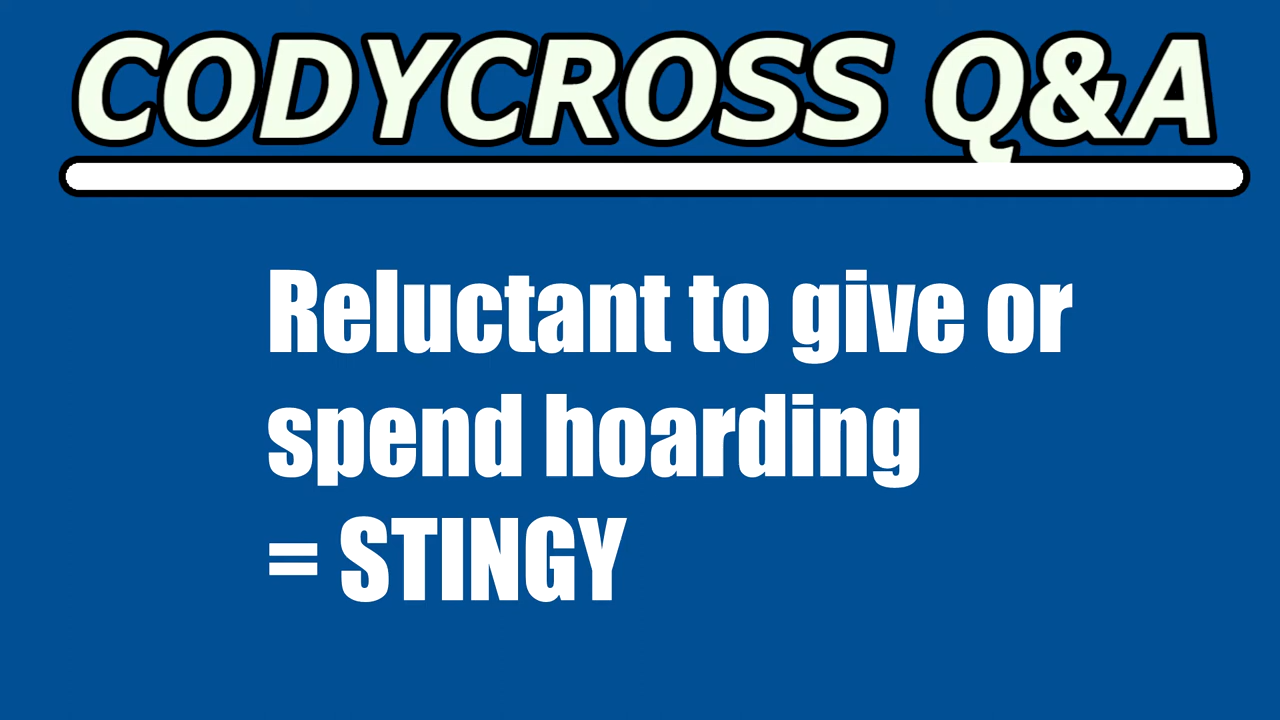 CODYCROSS Q&A
Reluctant to give or
spend hoarding
= STINGY